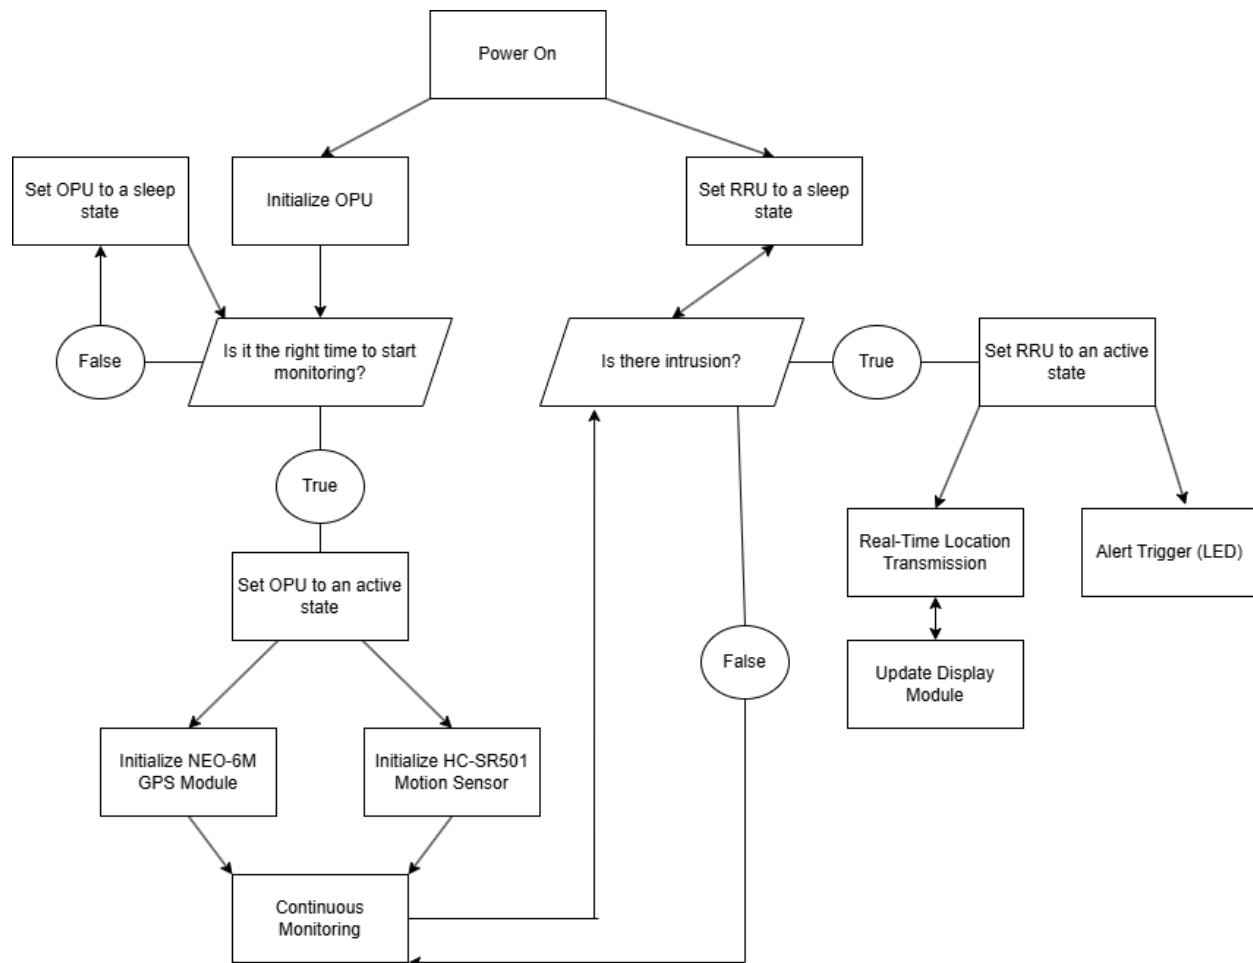 Power On
Set OPU to a sleep
state
Initialize OPU
Set RRU to a sleep
state
False
Is it the right time to start
monitoring?
Is there intrusion?
True
Set RRU to an active
state
True
Real-Time Location
Transmission
Alert Trigger (LED)
Set OPU to an active
state
False
Update Display
Module
Initialize NEO-6M
GPS Module
Initialize HC-SR501
Motion Sensor
Continuous
Monitoring